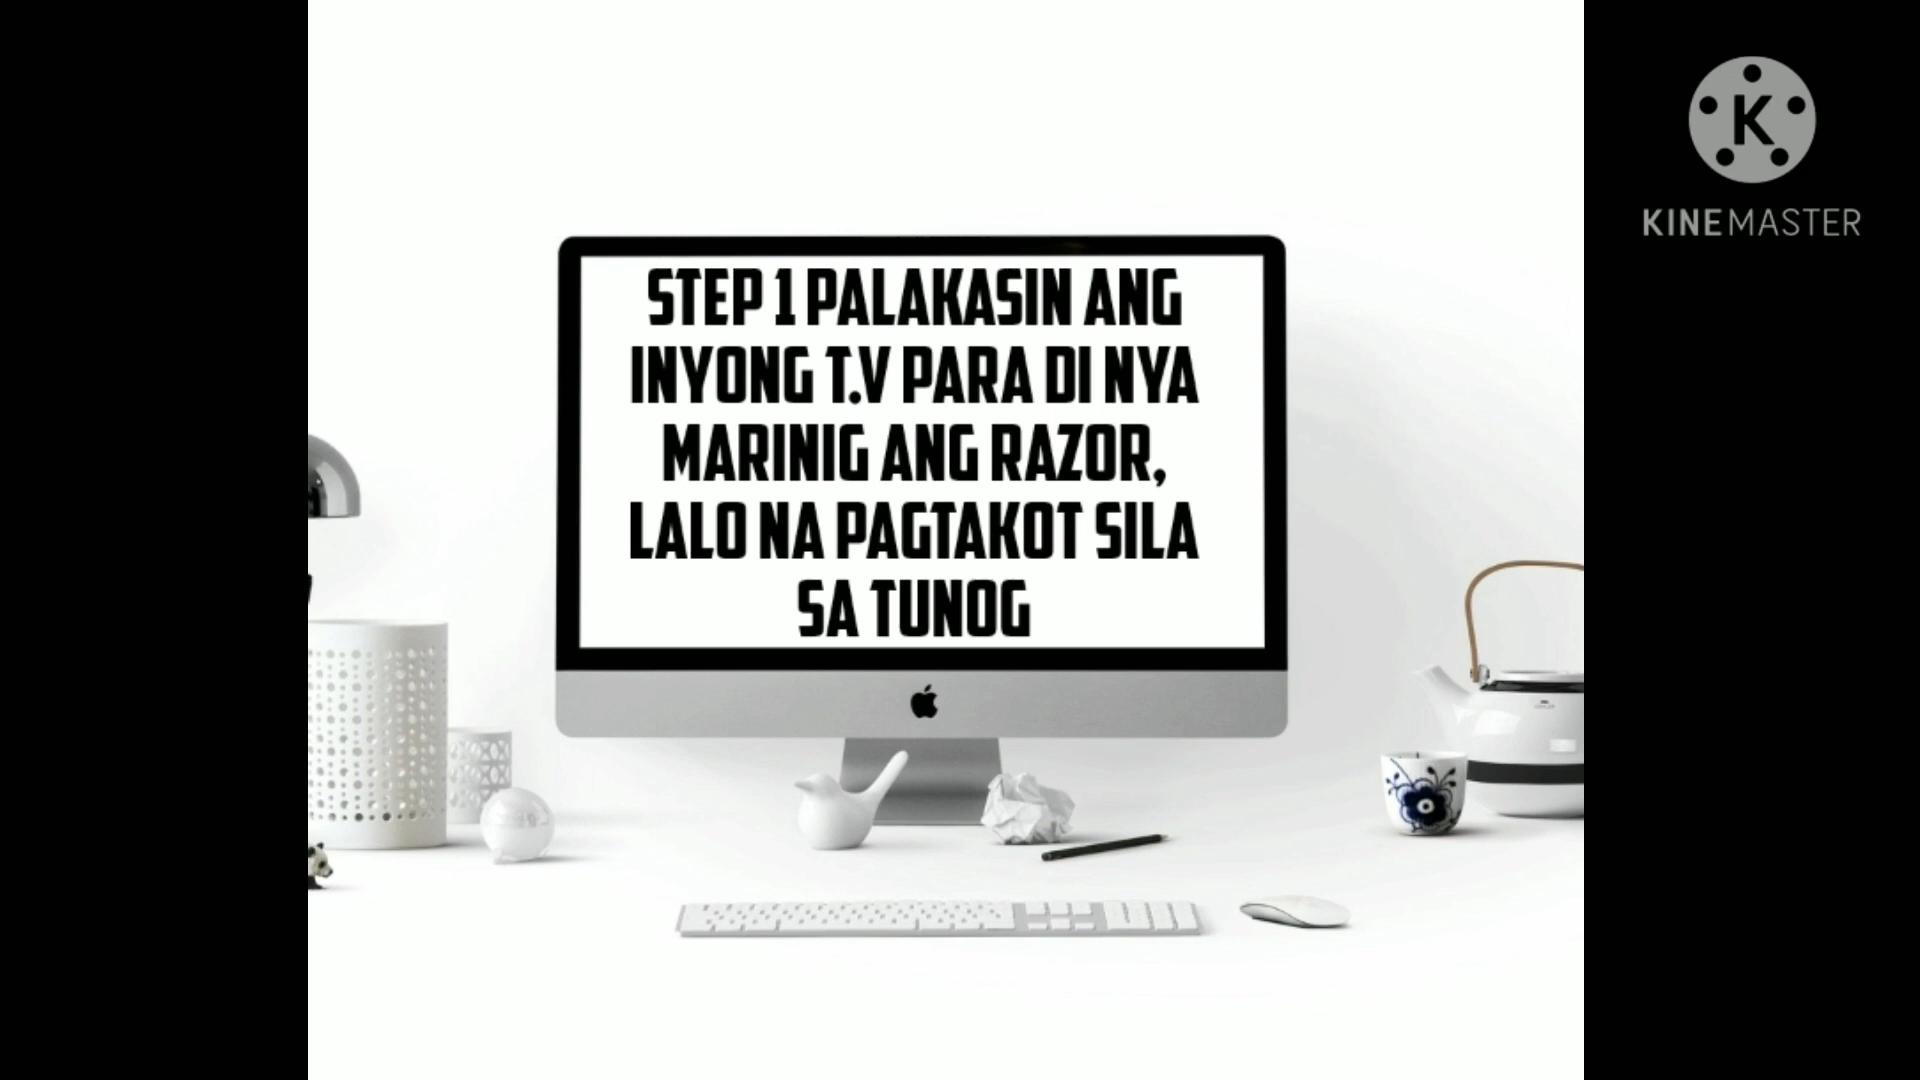 STEP 1 PALAKASIN ANG
INYONG T.V PARA DI NYA
MARINIG ANG RAZOR,
LALO NA PAGTAKOT SILA
SA TUNOG
K
KINEMASTER